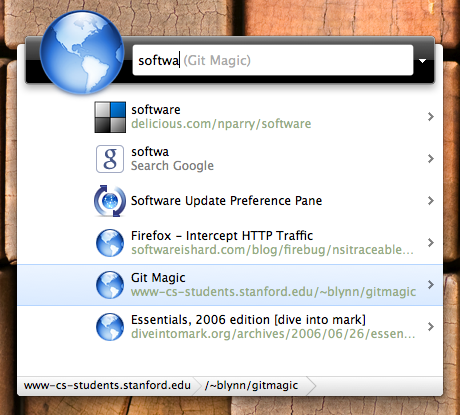 softwa (Git Magic)
software
delicious.com/nparry/software
g softwa
Search Google
Software Update Preference Pane
Firefox - Intercept HTTP Traffic
softwareishard.com/blog/firebug/nsitraceable...
Git Magic
www-cs-students.stanford.edu/~blynn/gitmagic
Essentials, 2006 edition [dive into mark]
diveintomark.org/archives/2006/06/26/essen...
www-cs-students.stanford.edu /~blynn/gitmagic